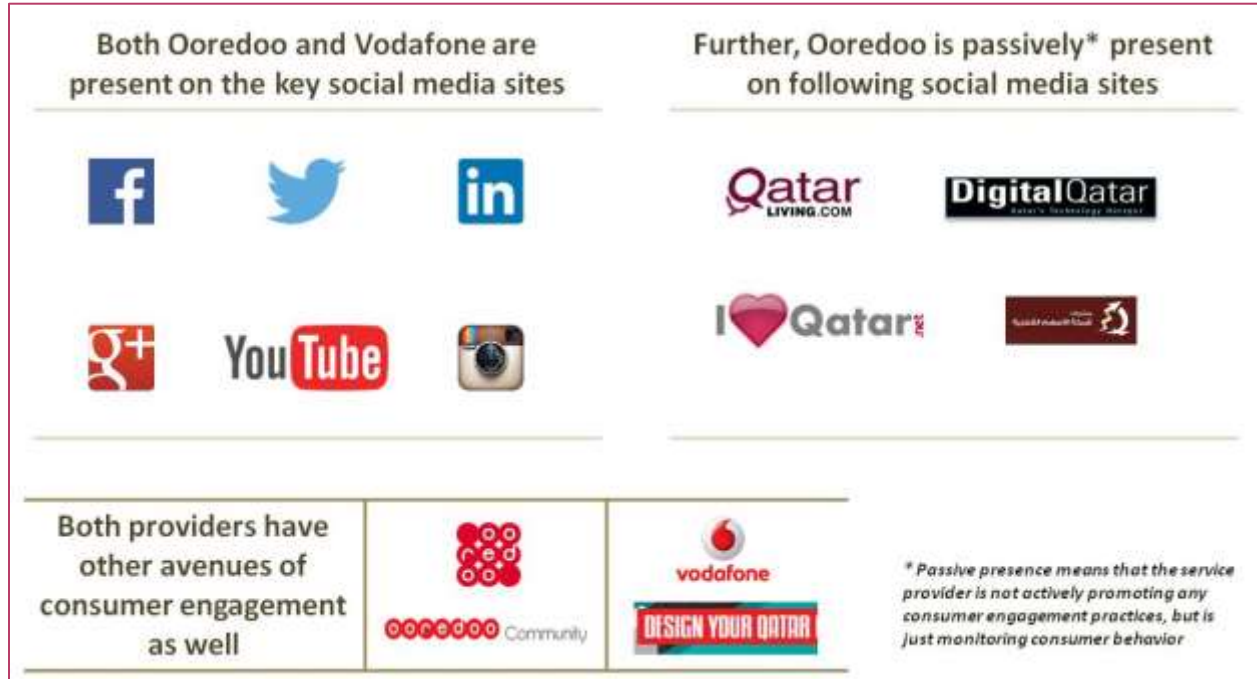 Both Ooredoo and Vodafone are
present on the key social media sites
Further, Ooredoo is passively* present
on following social media sites
f
in
Qatar
LIVING.COM
DigitalQatar
g+
YouTube
I Qatar.net
Both providers have
other avenues of
consumer engagement
as well
ooredoo
ooredoo Community
vodafone
DESIGN YOUR QATAR
* Passive presence means that the service
provider is not actively promoting any
consumer engagement practices, but is
just monitoring consumer behavior